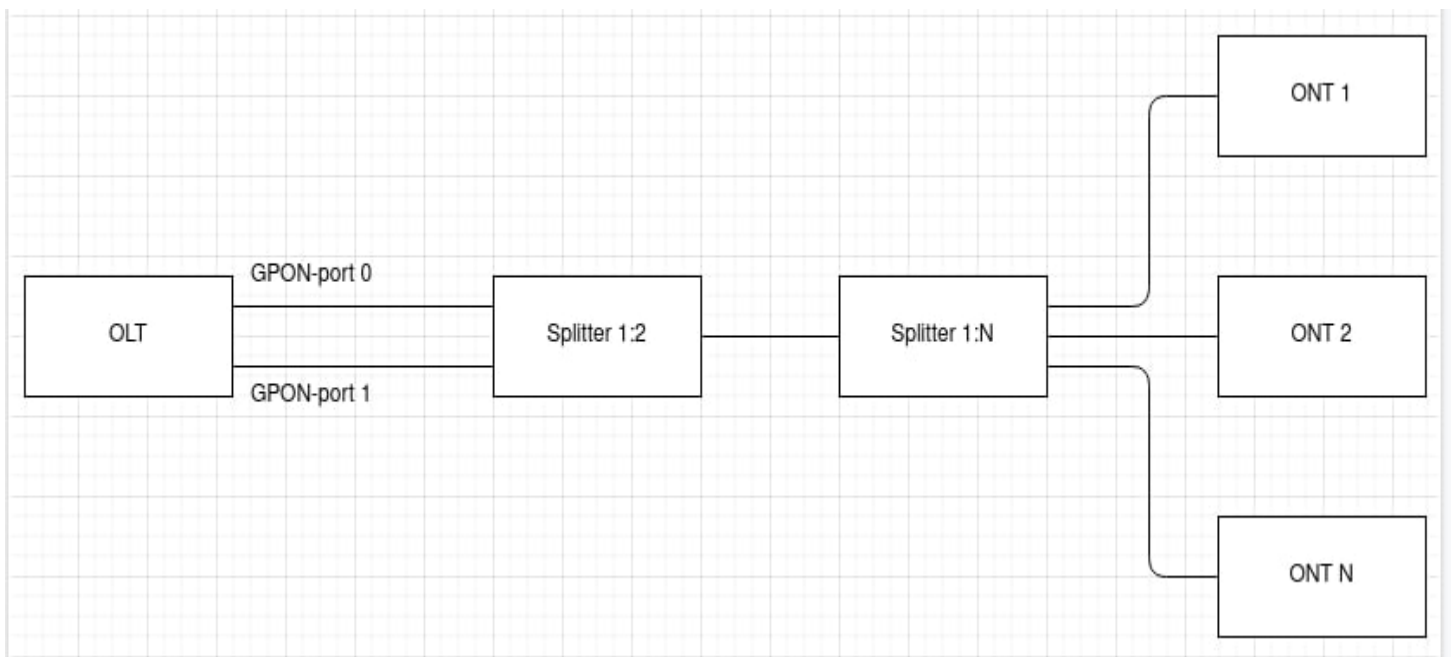 ONT 1
GPON-port 0
OLT
Splitter 1:2
Splitter 1:N
ONT 2
GPON-port 1
ONT N